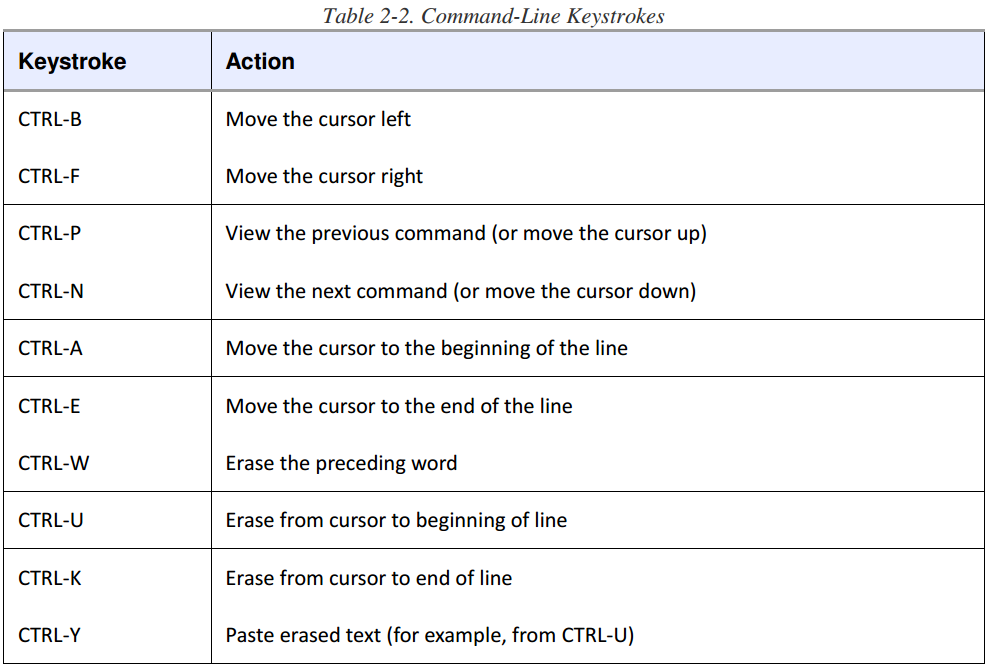 Table 2-2. Command-Line Keystrokes
Keystroke Action
CTRL-B Move the cursor left
CTRL-F Move the cursor right
CTRL-P View the previous command (or move the cursor up)
CTRL-N View the next command (or move the cursor down)
CTRL-A Move the cursor to the beginning of the line
CTRL-E Move the cursor to the end of the line
CTRL-W Erase the preceding word
CTRL-U Erase from cursor to beginning of line
CTRL-K Erase from cursor to end of line
CTRL-Y Paste erased text (for example, from CTRL-U)